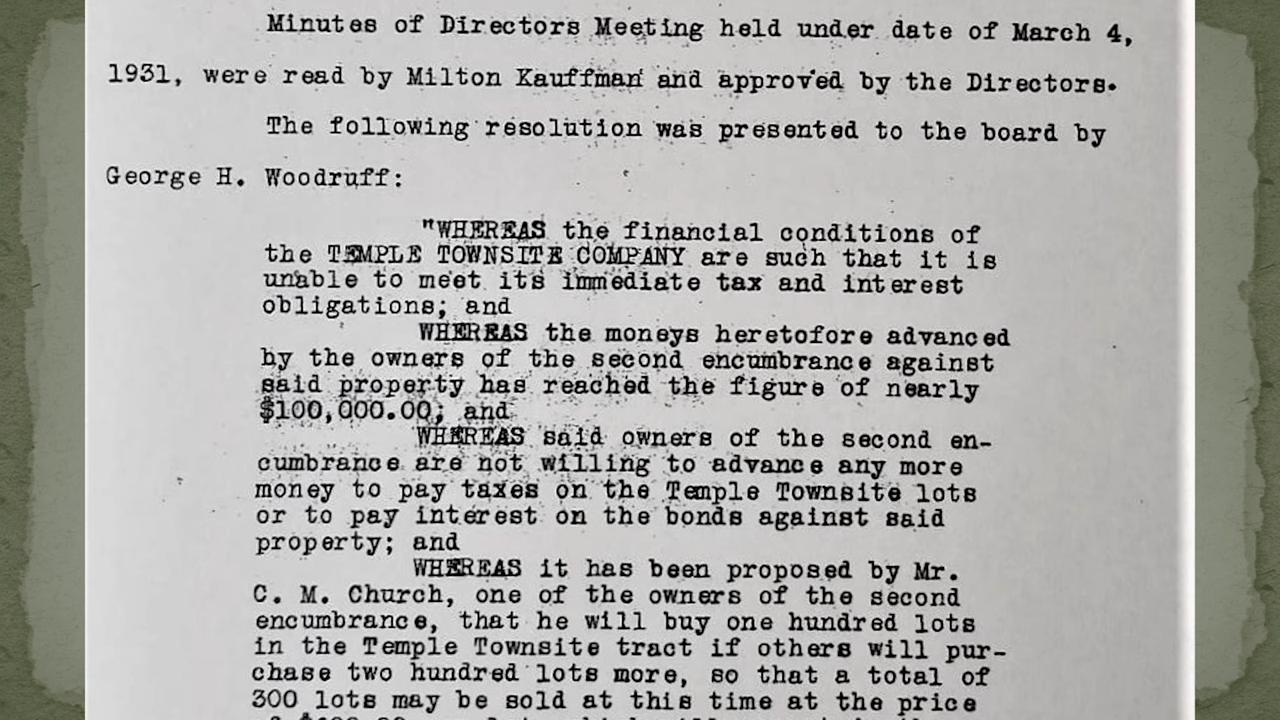 Minutes of Directors Meeting held under date of March 4,
1931, were read by Milton Kauffman and approved by the Directors.
The following resolution was presented to the board by
George H. Woodruff:
"WHEREAS the financial conditions of
the TEMPLE TOWNSITE COMPANY are such that it is
unable to meet its immediate tax and interest
obligations; and
WHEREAS the moneys heretofore advanced
by the owners of the second encumbrance against
said property has reached the figure of nearly
$100,000.00; and
WHEREAS said owners of the second en-
cumbrance are not willing to advance any more
money to pay taxes on the Temple Townsite lots
or to pay interest on the bonds against said
property; and
WHEREAS it has been proposed by Mr.
C. M. Church, one of the owners of the second
encumbrance, that he will buy one hundred lots
in the Temple Townsite tract if others will pur-
chase two hundred lots more, so that a total of
300 lots may be sold at this time at the price